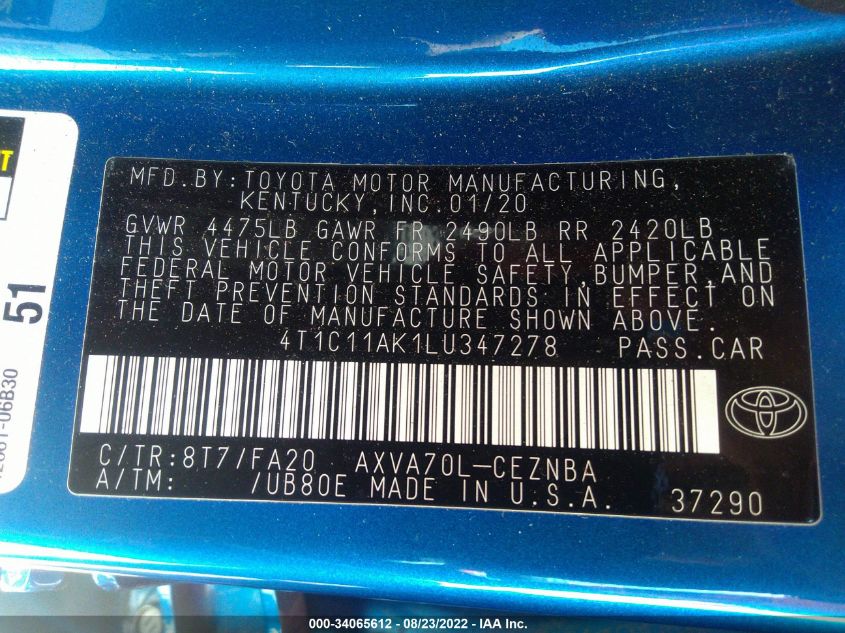 MFD.BY:TOYOTA MOTOR MANUFACTURING,
KENTUCKY,INC.01/20
GVWR 4475LB GAWR FR 2490LB RR 2420LB
THIS VEHICLE CONFORMS TO ALL APPLICABLE
FEDERAL MOTOR VEHICLE SAFETY,BUMPER,AND
THEFT PREVENTION STANDARDS IN EFFECT ON
THE DATE OF MANUFACTURE SHOWN ABOVE.
4T1C11AK1LU347278 PASS.CAR
C/TR:8T7/FA20 AXVA70L-CEZNBA
A/TM: /UB80E MADE IN U.S.A. 37290
51
06B30
000-34065612 - 08/23/2022 - © Copyright IAA